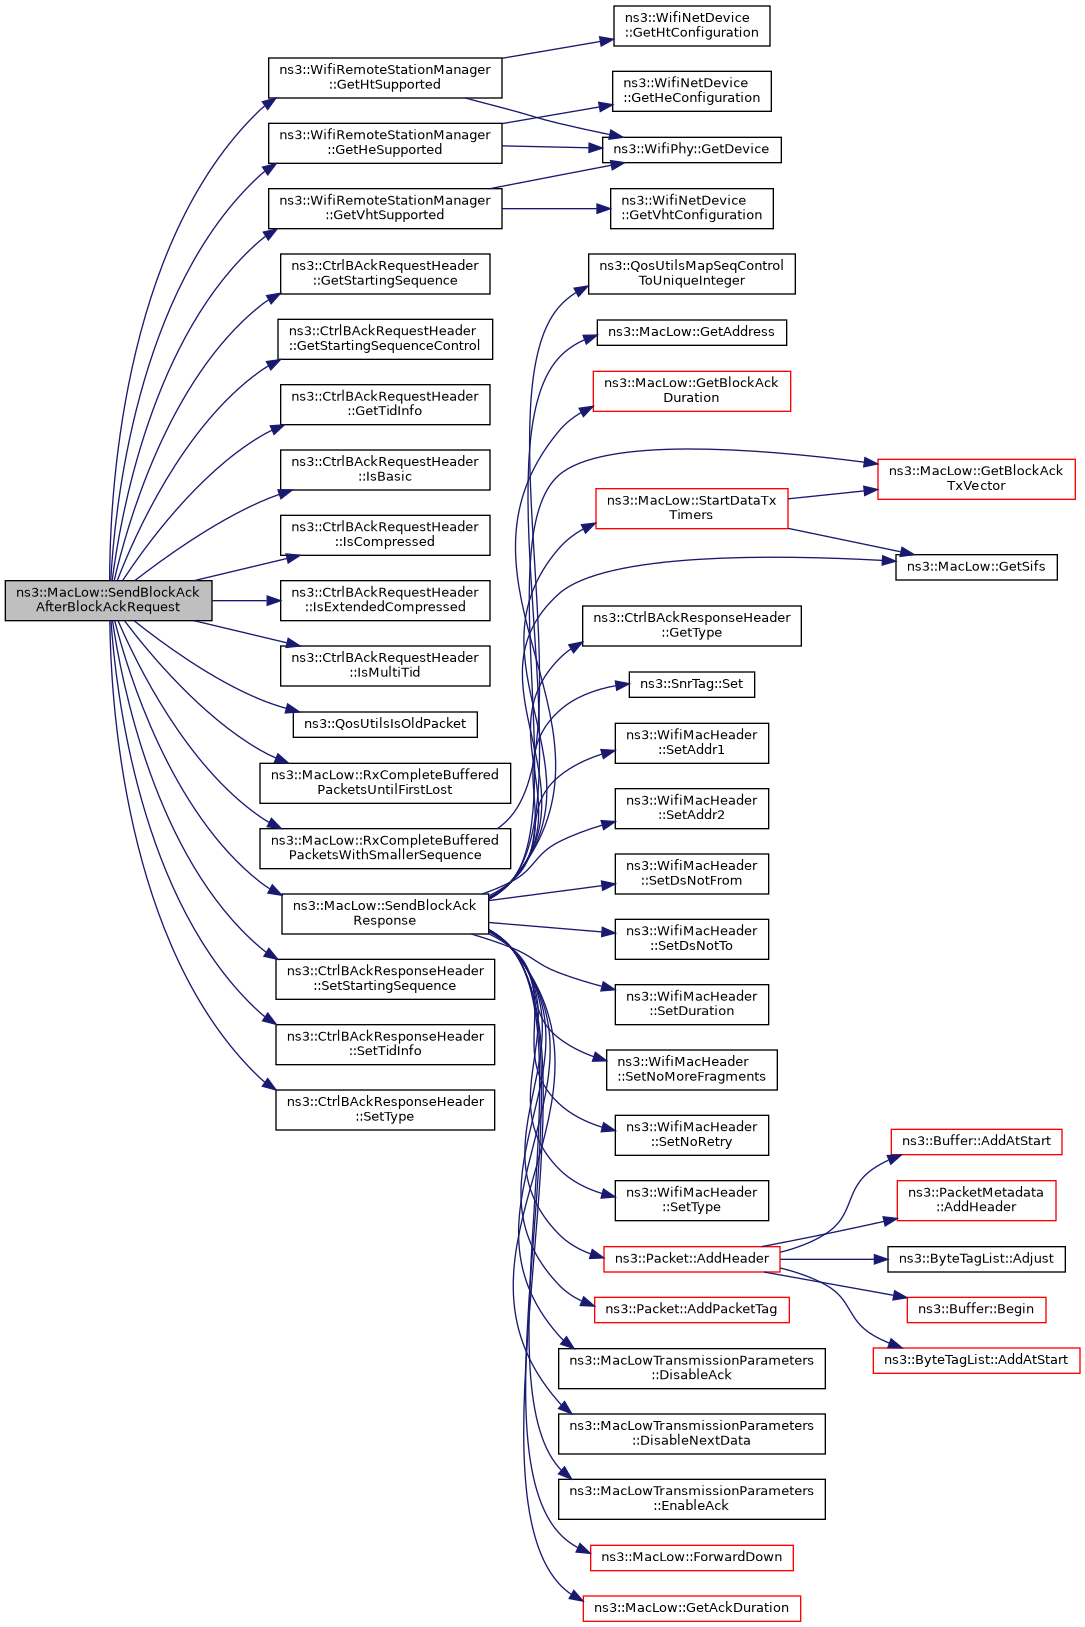 ns3::MacLow::SendBlockAck
AfterBlockAckRequest
ns3::WifiRemoteStationManager
::GetHtSupported
ns3::WifiRemoteStationManager
::GetHeSupported
ns3::WifiRemoteStationManager
::GetVhtSupported
ns3::CtrlBAckRequestHeader
::GetStartingSequence
ns3::CtrlBAckRequestHeader
::GetStartingSequenceControl
ns3::CtrlBAckRequestHeader
::GetTidInfo
ns3::CtrlBAckRequestHeader
::IsBasic
ns3::CtrlBAckRequestHeader
::IsCompressed
ns3::CtrlBAckRequestHeader
::IsExtendedCompressed
ns3::CtrlBAckRequestHeader
::IsMultiTid
ns3::QosUtilsIsOldPacket
ns3::MacLow::RxCompleteBuffered
PacketsUntilFirstLost
ns3::MacLow::RxCompleteBuffered
PacketsWithSmallerSequence
ns3::MacLow::SendBlockAck
Response
ns3::CtrlBAckResponseHeader
::SetStartingSequence
ns3::CtrlBAckResponseHeader
::SetTidInfo
ns3::CtrlBAckResponseHeader
::SetType
ns3::WifiNetDevice
::GetHtConfiguration
ns3::WifiNetDevice
::GetHeConfiguration
ns3::WifiPhy::GetDevice
ns3::WifiNetDevice
::GetVhtConfiguration
ns3::QosUtilsMapSeqControl
ToUniqueInteger
ns3::MacLow::GetAddress
ns3::MacLow::GetBlockAck
Duration
ns3::MacLow::StartDataTx
Timers
ns3::CtrlBAckResponseHeader
::GetType
ns3::SnrTag::Set
ns3::WifiMacHeader
::SetAddr1
ns3::WifiMacHeader
::SetAddr2
ns3::WifiMacHeader
::SetDsNotFrom
ns3::WifiMacHeader
::SetDsNotTo
ns3::WifiMacHeader
::SetDuration
ns3::WifiMacHeader
::SetNoMoreFragments
ns3::WifiMacHeader
::SetNoRetry
ns3::WifiMacHeader
::SetType
ns3::Packet::AddHeader
ns3::Packet::AddPacketTag
ns3::MacLowTransmissionParameters
::DisableAck
ns3::MacLowTransmissionParameters
::DisableNextData
ns3::MacLowTransmissionParameters
::EnableAck
ns3::MacLow::ForwardDown
ns3::MacLow::GetAckDuration
ns3::MacLow::GetBlockAck
TxVector
ns3::MacLow::GetSifs
ns3::Buffer::AddAtStart
ns3::PacketMetadata
::AddHeader
ns3::ByteTagList::Adjust
ns3::Buffer::Begin
ns3::ByteTagList::AddAtStart